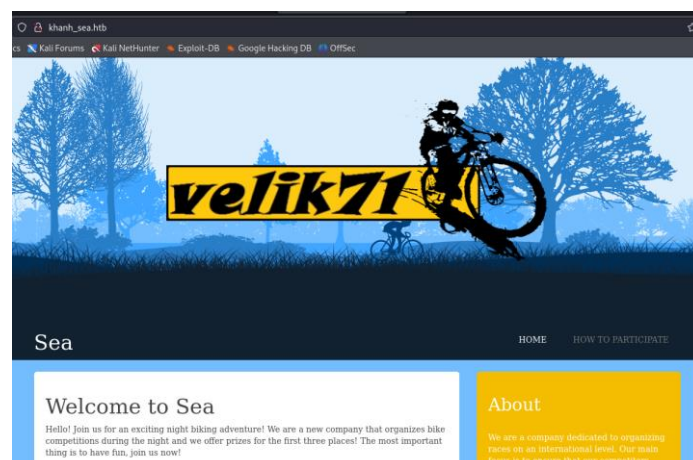 khanh_sea.htb
cs Kali Forums Kali NetHunter Exploit-DB Google Hacking DB OffSec
velik71
Sea HOME HOW TO PARTICIPATE
Welcome to Sea
Hello! Join us for an exciting night biking adventure! We are a new company that organizes bike
competitions during the night and we offer prizes for the first three places! The most important
thing is to have fun, join us now!
About
We are a company dedicated to organizing
races on an international level. Our main